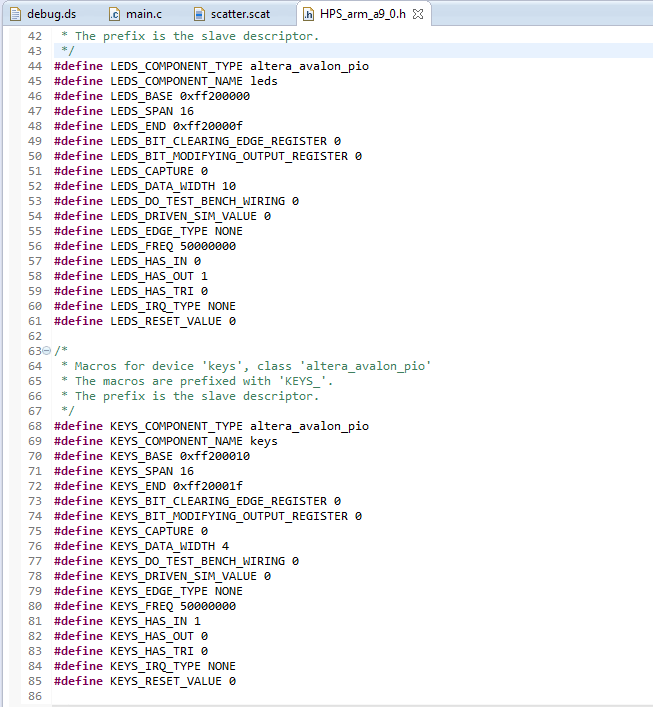 debug.ds main.c scatter.scat HPS_arm_a9_0.h
42 * The prefix is the slave descriptor.
43 */
44 #define LEDS_COMPONENT_TYPE altera_avalon_pio
45 #define LEDS_COMPONENT_NAME leds
46 #define LEDS_BASE 0xff200000
47 #define LEDS_SPAN 16
48 #define LEDS_END 0xff20000f
49 #define LEDS_BIT_CLEARING_EDGE_REGISTER 0
50 #define LEDS_BIT_MODIFYING_OUTPUT_REGISTER 0
51 #define LEDS_CAPTURE 0
52 #define LEDS_DATA_WIDTH 10
53 #define LEDS_DO_TEST_BENCH_WIRING 0
54 #define LEDS_DRIVEN_SIM_VALUE 0
55 #define LEDS_EDGE_TYPE NONE
56 #define LEDS_FREQ 50000000
57 #define LEDS_HAS_IN 0
58 #define LEDS_HAS_OUT 1
59 #define LEDS_HAS_TRI 0
60 #define LEDS_IRQ_TYPE NONE
61 #define LEDS_RESET_VALUE 0
62
63 /*
64 * Macros for device 'keys', class 'altera_avalon_pio'
65 * The macros are prefixed with 'KEYS_'.
66 * The prefix is the slave descriptor.
67 */
68 #define KEYS_COMPONENT_TYPE altera_avalon_pio
69 #define KEYS_COMPONENT_NAME keys
70 #define KEYS_BASE 0xff200010
71 #define KEYS_SPAN 16
72 #define KEYS_END 0xff20001f
73 #define KEYS_BIT_CLEARING_EDGE_REGISTER 0
74 #define KEYS_BIT_MODIFYING_OUTPUT_REGISTER 0
75 #define KEYS_CAPTURE 0
76 #define KEYS_DATA_WIDTH 4
77 #define KEYS_DO_TEST_BENCH_WIRING 0
78 #define KEYS_DRIVEN_SIM_VALUE 0
79 #define KEYS_EDGE_TYPE NONE
80 #define KEYS_FREQ 50000000
81 #define KEYS_HAS_IN 1
82 #define KEYS_HAS_OUT 0
83 #define KEYS_HAS_TRI 0
84 #define KEYS_IRQ_TYPE NONE
85 #define KEYS_RESET_VALUE 0
86